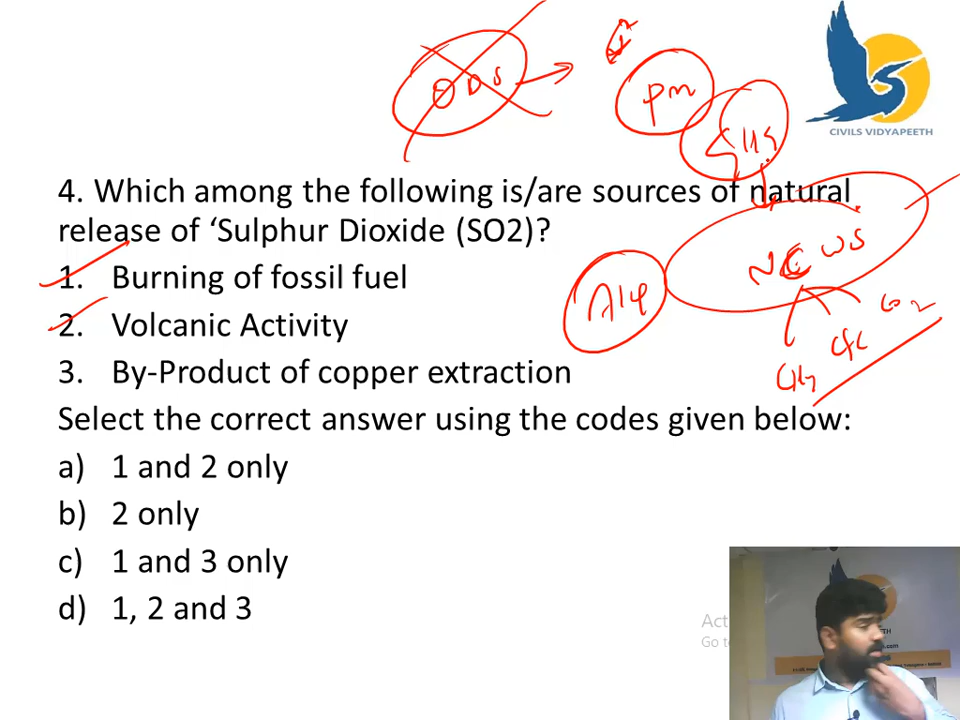 ODS
Pm
GHG
CIVILS VIDYAPEETH
4. Which among the following is/are sources of natural
release of ‘Sulphur Dioxide (SO2)?
NEWS
1. Burning of fossil fuel
2. Volcanic Activity
3. By-Product of copper extraction
Select the correct answer using the codes given below:
a) 1 and 2 only
b) 2 only
c) 1 and 3 only
d) 1, 2 and 3